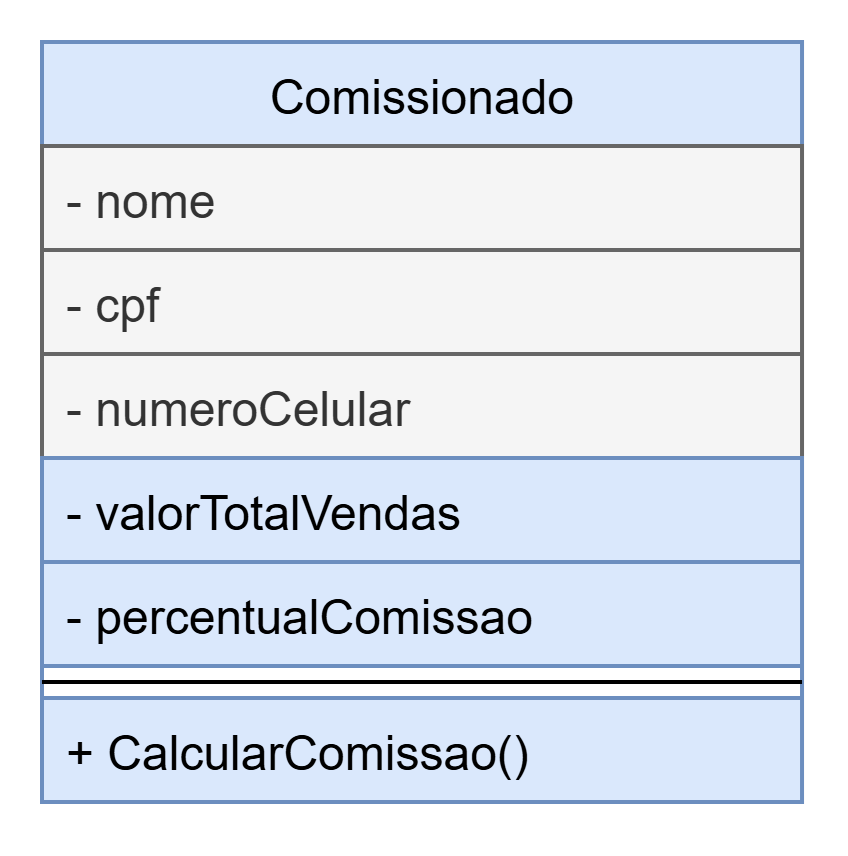 Comissionado
- nome
- cpf
- numeroCelular
- valorTotalVendas
- percentualComissao
+ CalcularComissao()